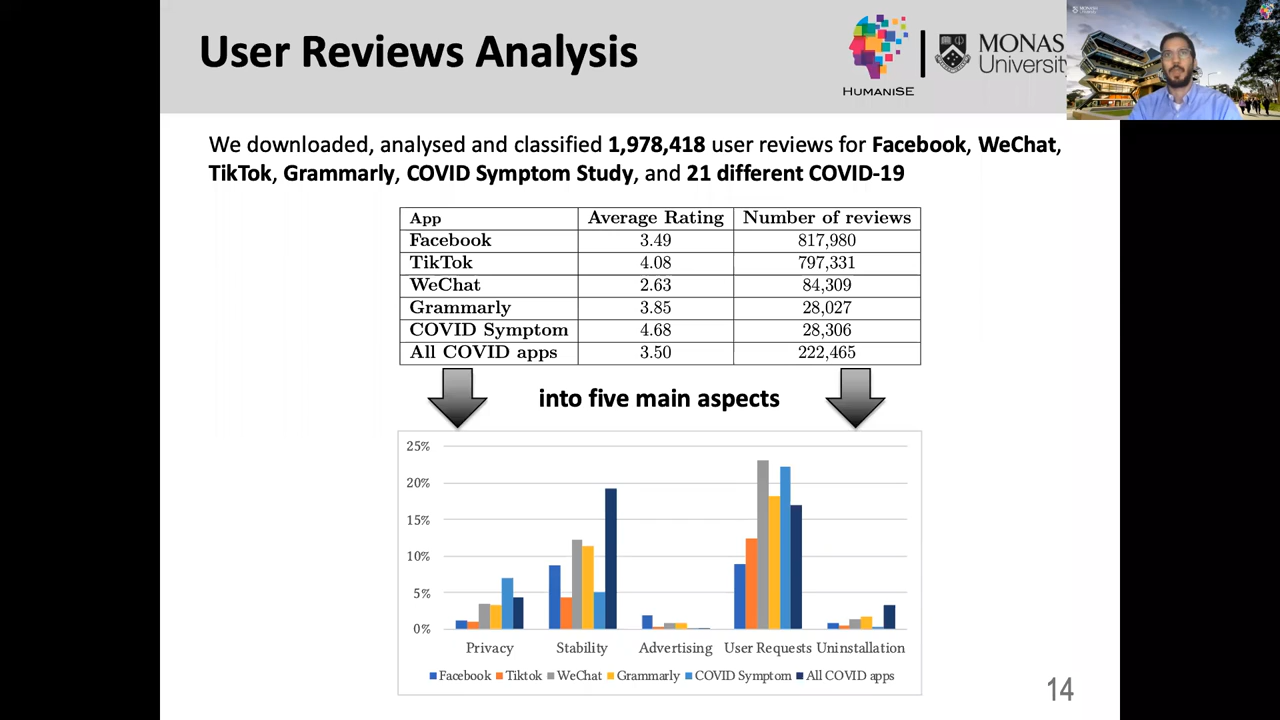 User Reviews Analysis
HUMANISE
MONAS
University
MONASH
We downloaded, analysed and classified 1,978,418 user reviews for Facebook, WeChat,
TikTok, Grammarly, COVID Symptom Study, and 21 different COVID-19
App Average Rating Number of reviews
Facebook 3.49 817,980
TikTok 4.08 797,331
WeChat 2.63 84,309
Grammarly 3.85 28,027
COVID Symptom 4.68 28,306
All COVID apps 3.50 222,465
into five main aspects
25%
20%
15%
10%
5%
0%
Privacy Stability Advertising User Requests Uninstallation
Facebook Tiktok WeChat Grammarly COVID Symptom All COVID apps
14